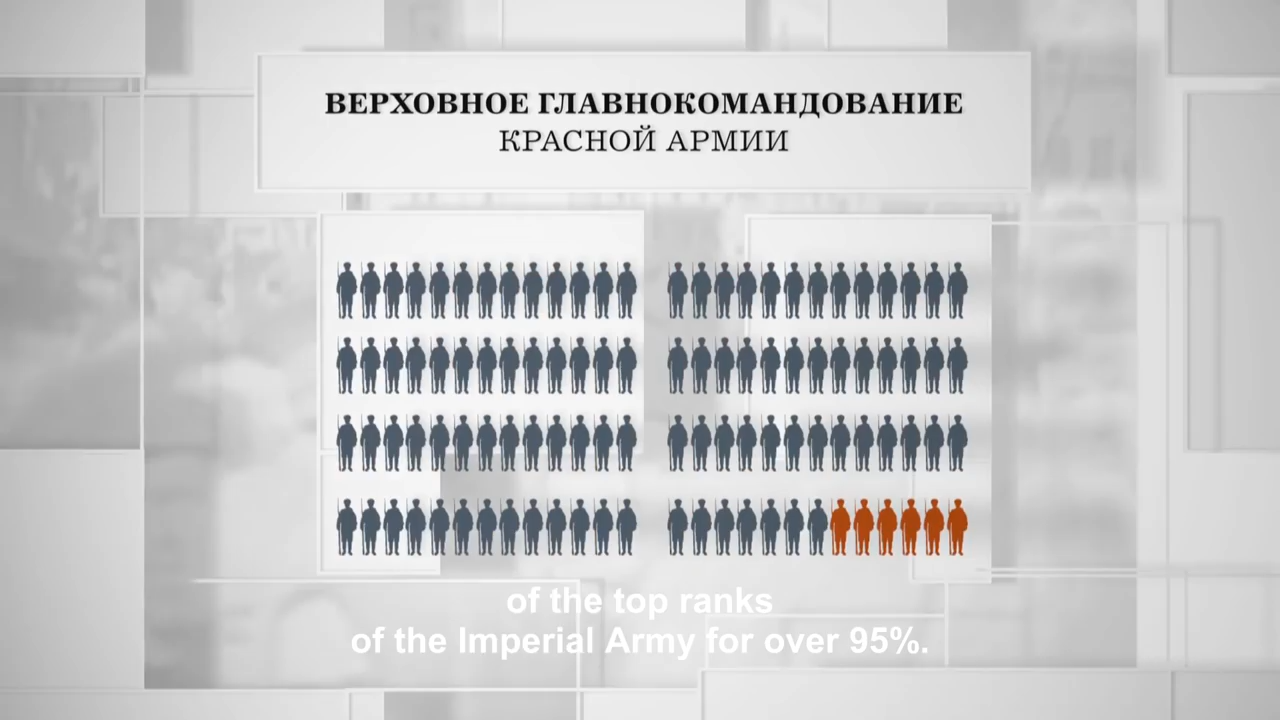 ВЕРХОВНОЕ ГЛАВНОКОМАНДОВАНИЕ
КРАСНОЙ АРМИИ
of the top ranks
of the Imperial Army for over 95%.